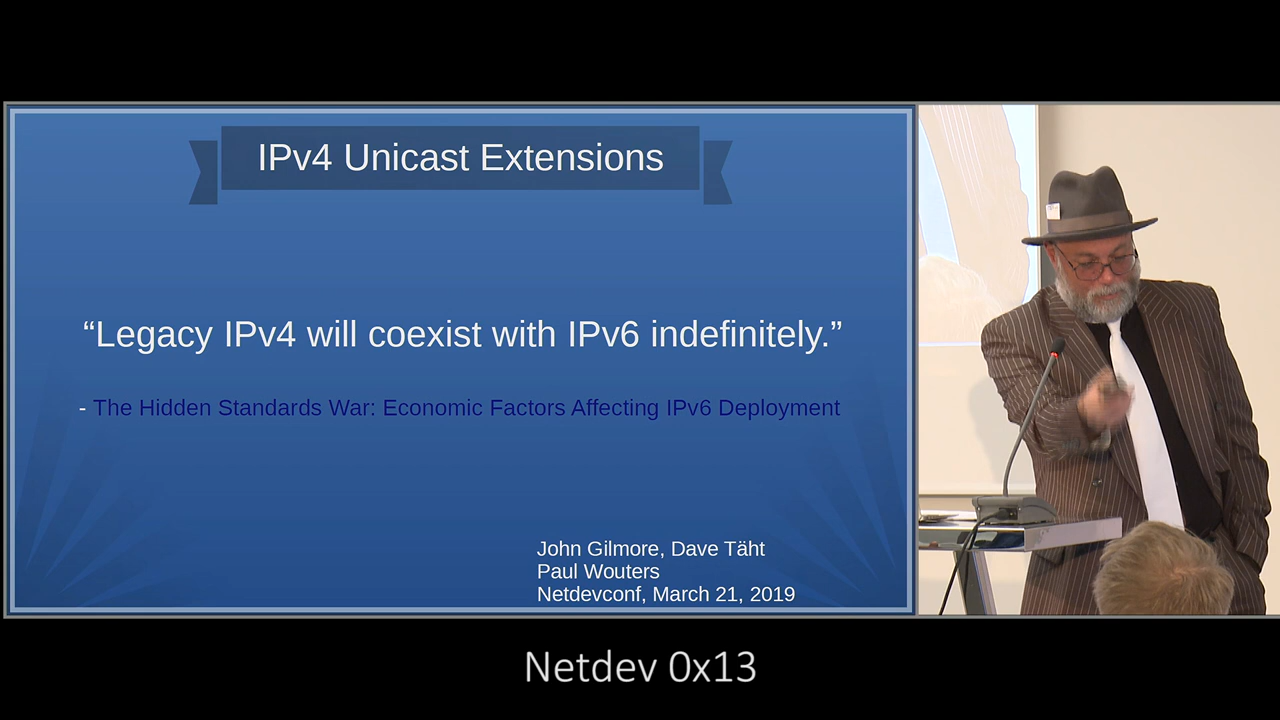 IPv4 Unicast Extensions
“Legacy IPv4 will coexist with IPv6 indefinitely.”
- The Hidden Standards War: Economic Factors Affecting IPv6 Deployment
John Gilmore, Dave Täht
Paul Wouters
Netdevconf, March 21, 2019
Netdev 0x13